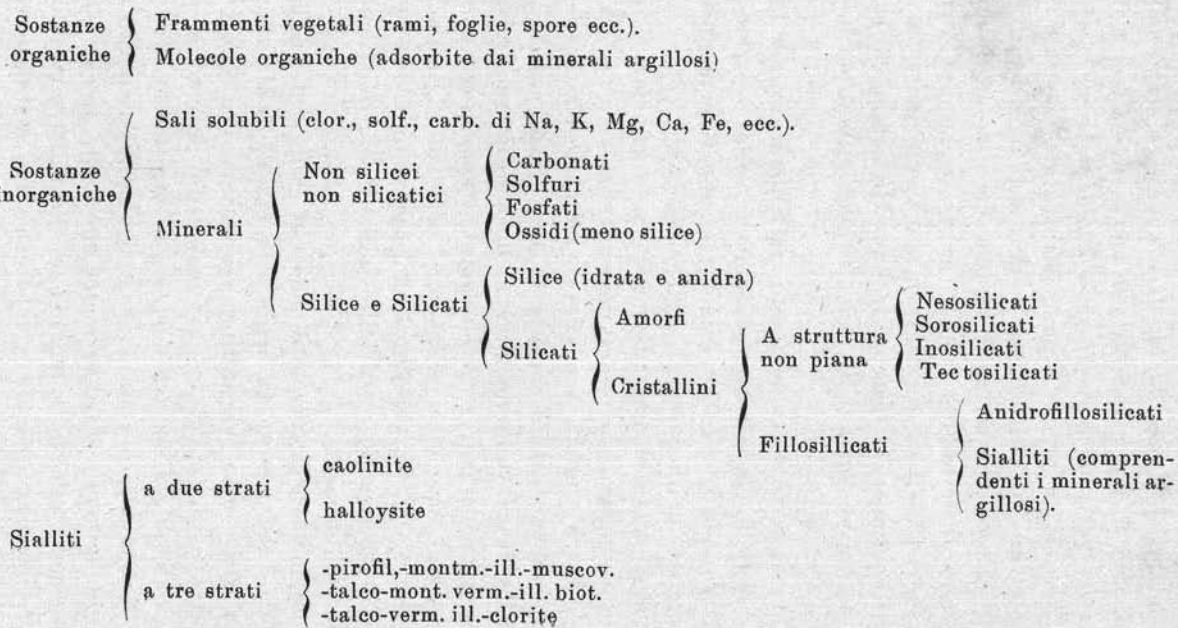 Sostanze
organiche
Frammenti vegetali (rami, foglie, spore ecc.).
Molecole organiche (adsorbite dai minerali argillosi)
Sostanze
inorganiche
Sali solubili (clor., solf., carb. di Na, K, Mg, Ca, Fe, ecc.).
Minerali
Non silicei
non silicatici
Carbonati
Solfuri
Fosfati
Ossidi (meno silice)
Silice e Silicati
Silice (idrata e anidra)
Silicati
Amorfi
Cristallini
A struttura
non piana
Nesosilicati
Sorosilicati
Inosilicati
Tectosilicati
Fillosillicati
Anidrofillosilicati
Sialliti (compren-
denti i minerali ar-
gillosi).
Sialliti
a due strati
caolinite
halloysite
a tre strati
-pirofil,-montm.-ill.-muscov.
-talco-mont. verm.-ill. biot.
-talco-verm. ill.-clorite